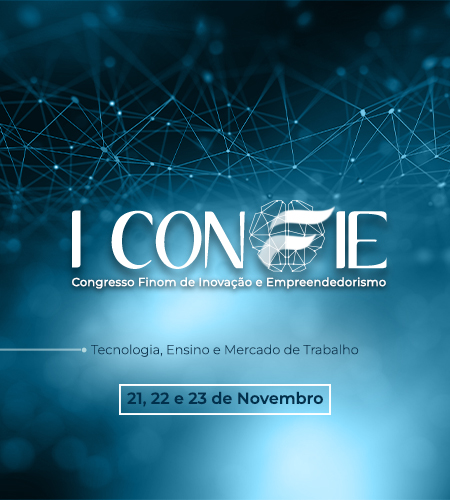 I CONFIE
Congresso Finom de Inovação e Empreendedorismo
Tecnologia, Ensino e Mercado de Trabalho
21, 22 e 23 de Novembro